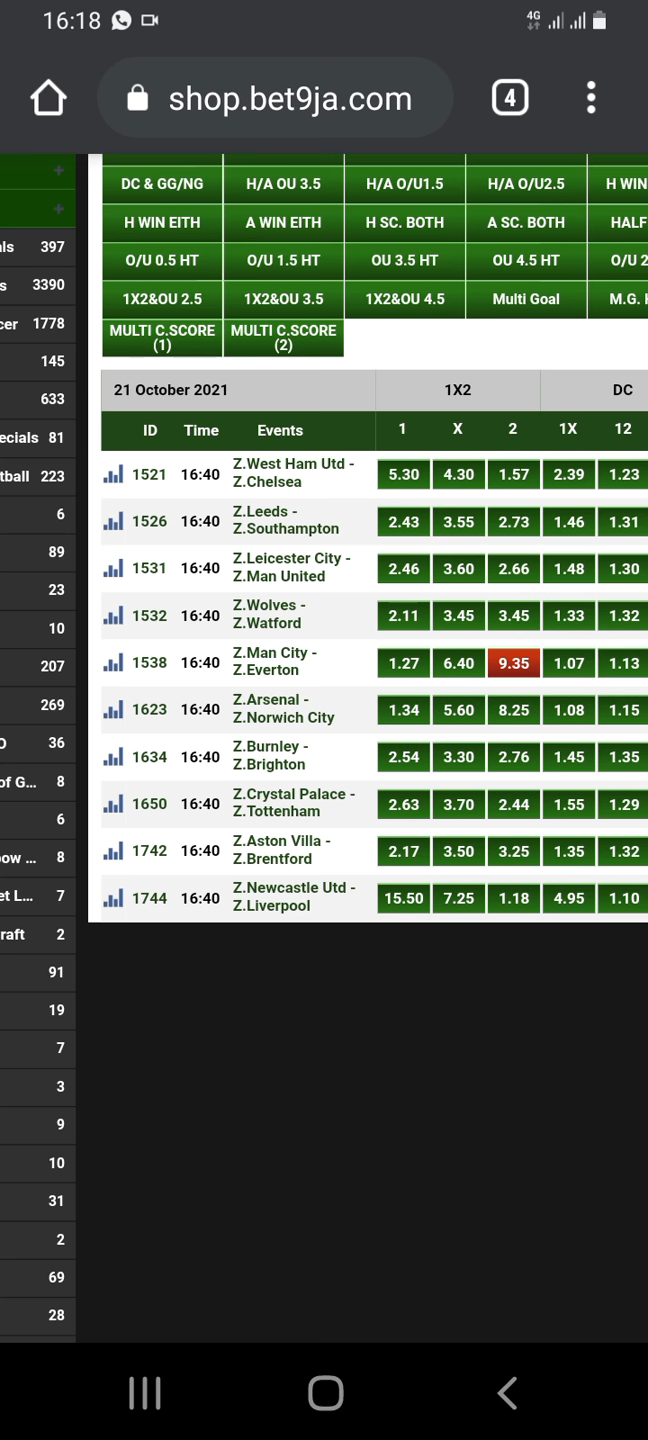 16:18
4G
shop.bet9ja.com
4
+
+
ls 397
s 3390
cer 1778
145
633
ecials 81
tball 223
6
89
23
10
207
269
O 36
of G... 8
6
ow ... 8
et L... 7
raft 2
91
19
7
3
9
10
31
2
69
28
DC & GG/NG H/A OU 3.5 H/A O/U1.5 H/A O/U2.5 H WIN
H WIN EITH A WIN EITH H SC. BOTH A SC. BOTH HALF
O/U 0.5 HT O/U 1.5 HT OU 3.5 HT OU 4.5 HT O/U 2
1X2&OU 2.5 1X2&OU 3.5 1X2&OU 4.5 Multi Goal M.G. H
MULTI C.SCORE (1) MULTI C.SCORE (2)
21 October 2021 1X2 DC
ID Time Events 1 X 2 1X 12
1521 16:40 Z.West Ham Utd - Z.Chelsea 5.30 4.30 1.57 2.39 1.23
1526 16:40 Z.Leeds - Z.Southampton 2.43 3.55 2.73 1.46 1.31
1531 16:40 Z.Leicester City - Z.Man United 2.46 3.60 2.66 1.48 1.30
1532 16:40 Z.Wolves - Z.Watford 2.11 3.45 3.45 1.33 1.32
1538 16:40 Z.Man City - Z.Everton 1.27 6.40 9.35 1.07 1.13
1623 16:40 Z.Arsenal - Z.Norwich City 1.34 5.60 8.25 1.08 1.15
1634 16:40 Z.Burnley - Z.Brighton 2.54 3.30 2.76 1.45 1.35
1650 16:40 Z.Crystal Palace - Z.Tottenham 2.63 3.70 2.44 1.55 1.29
1742 16:40 Z.Aston Villa - Z.Brentford 2.17 3.50 3.25 1.35 1.32
1744 16:40 Z.Newcastle Utd - Z.Liverpool 15.50 7.25 1.18 4.95 1.10